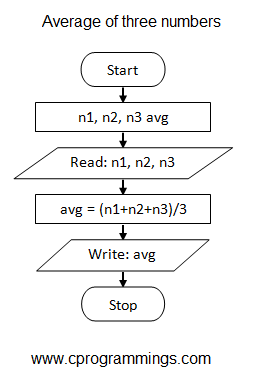 Average of three numbers
Start
n1, n2, n3 avg
Read: n1, n2, n3
avg = (n1+n2+n3)/3
Write: avg
Stop
www.cprogrammings.com